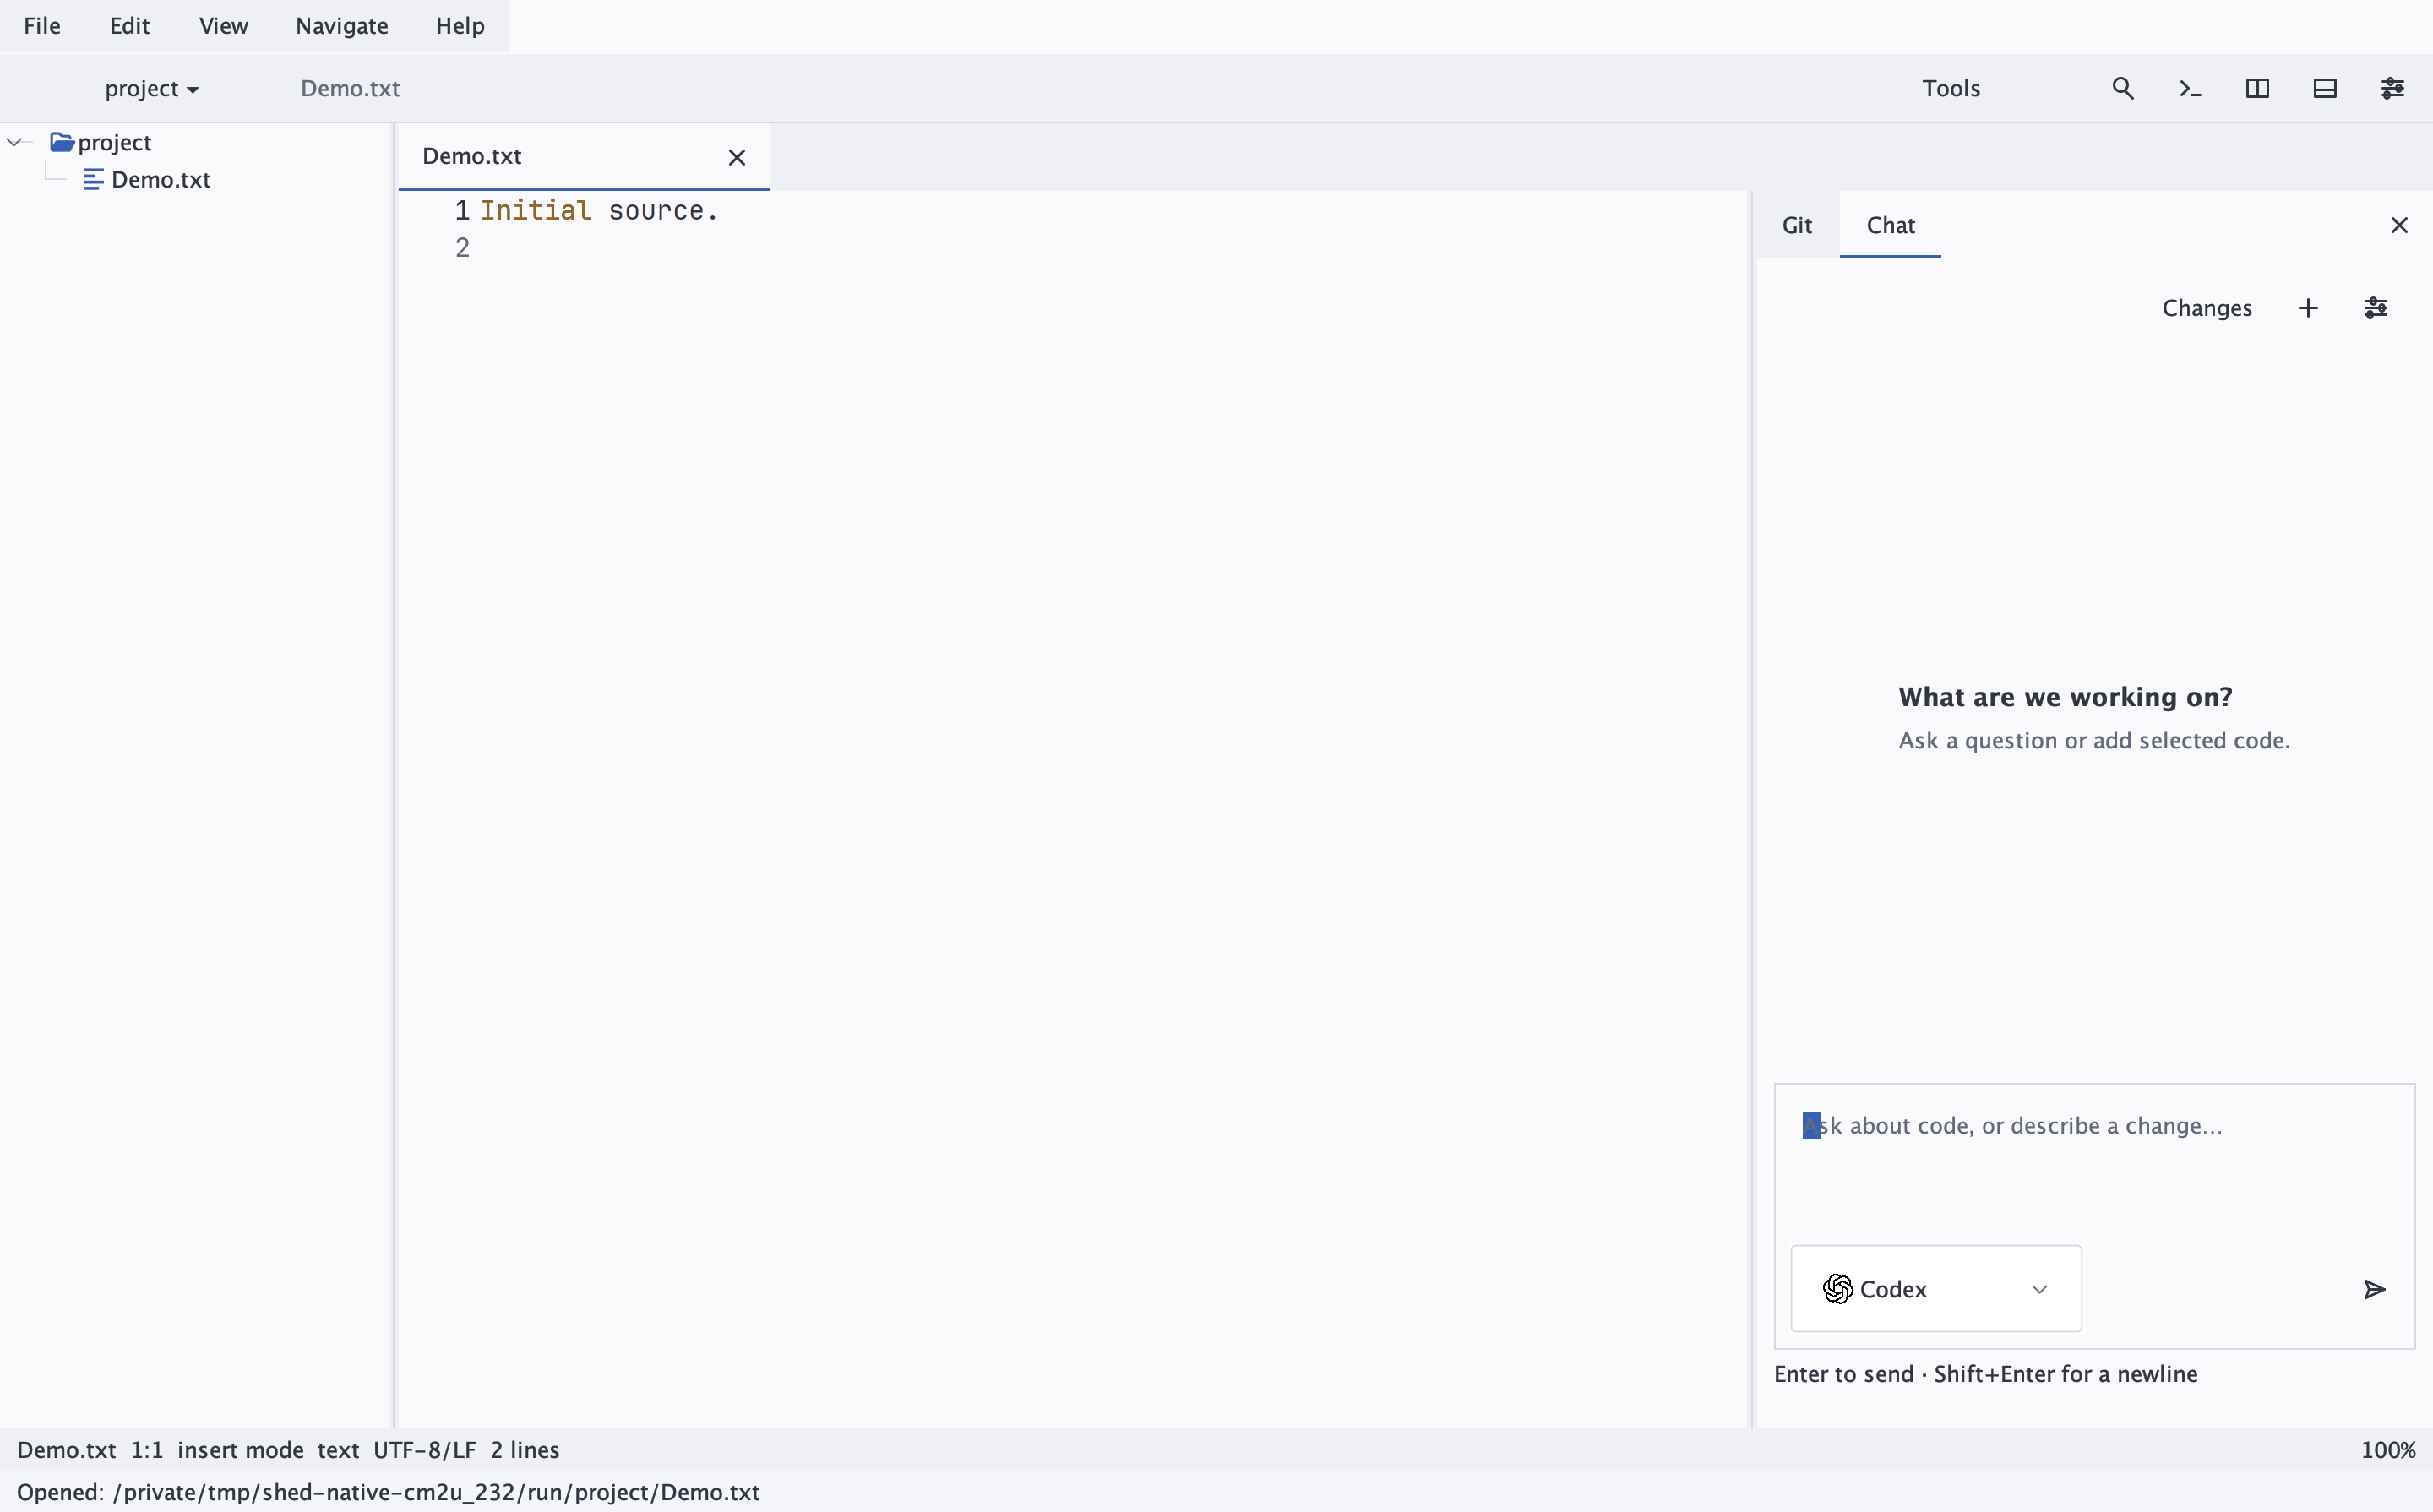 File Edit View Navigate Help
project Demo.txt Tools
project
Demo.txt
Demo.txt
1 Initial source.
2
Git Chat
Changes
What are we working on?
Ask a question or add selected code.
Ask about code, or describe a change...
Codex
Enter to send · Shift+Enter for a newline
Demo.txt 1:1 insert mode text UTF-8/LF 2 lines 100%
Opened: /private/tmp/shed-native-cm2u_232/run/project/Demo.txt